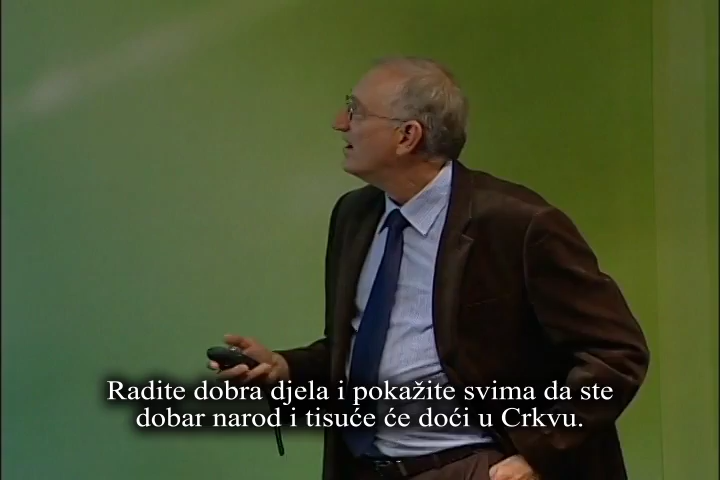 Radite dobra djela i pokažite svima da ste
dobar narod i tisuće će doći u Crkvu.